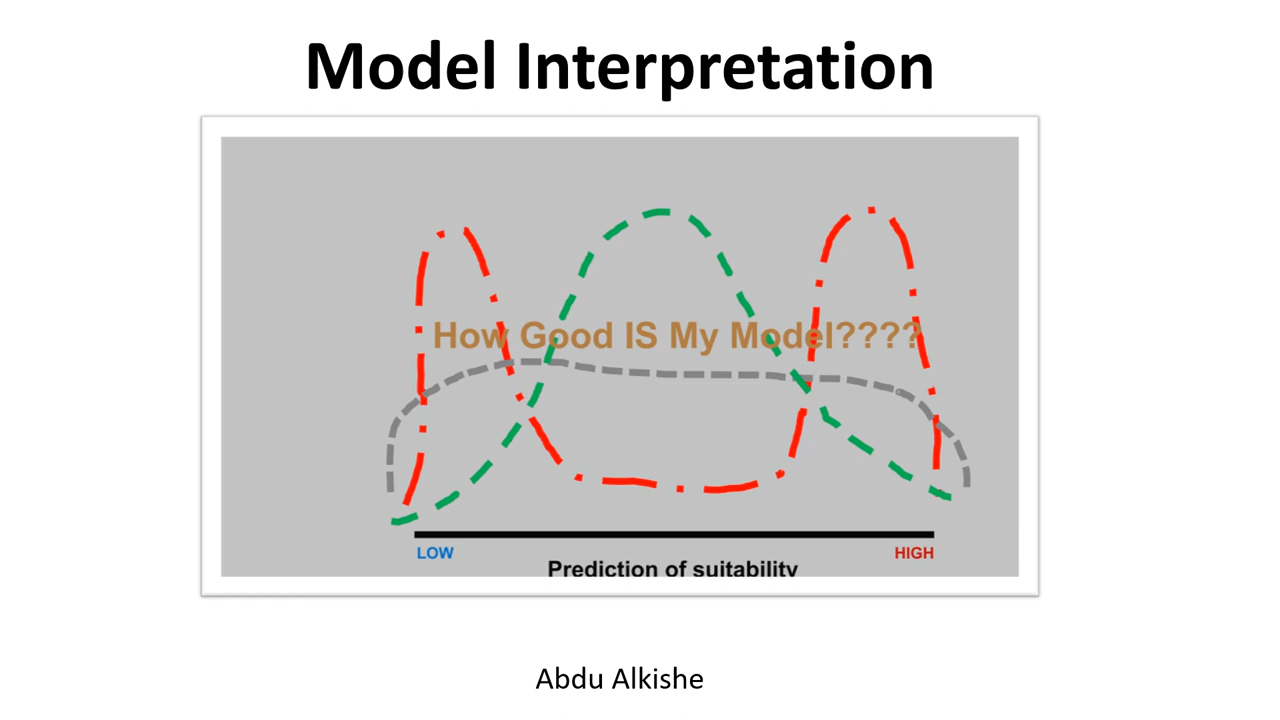 Model Interpretation
How Good IS My Model????
LOW
HIGH
Prediction of suitability
Abdu Alkishe